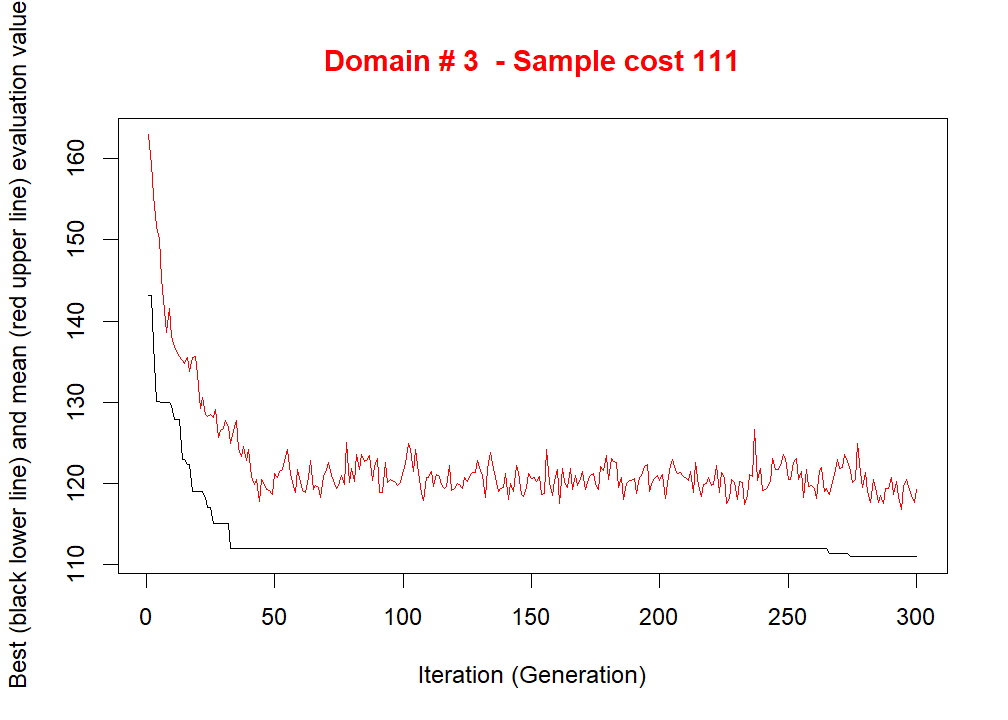 Domain # 3  - Sample cost 111
Best (black lower line) and mean (red upper line) evaluation value
160
150
140
130
120
110
0 50 100 150 200 250 300
Iteration (Generation)